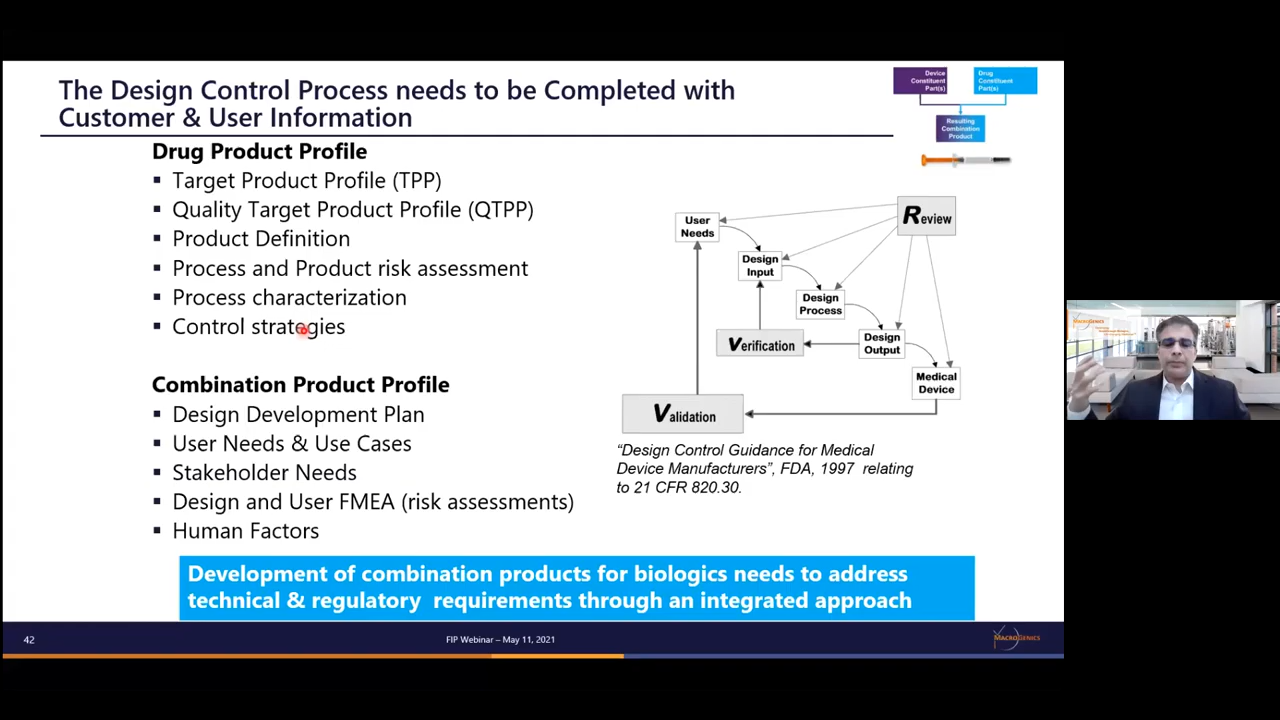 The Design Control Process needs to be Completed with
Customer & User Information
Device
Constituent
Part(s)
Drug
Constituent
Part(s)
Resulting
Combination
Product
Drug Product Profile
▪ Target Product Profile (TPP)
▪ Quality Target Product Profile (QTPP)
▪ Product Definition
▪ Process and Product risk assessment
▪ Process characterization
▪ Control strategies
Combination Product Profile
▪ Design Development Plan
▪ User Needs & Use Cases
▪ Stakeholder Needs
▪ Design and User FMEA (risk assessments)
▪ Human Factors
User
Needs
Review
Design
Input
Design
Process
Verification
Design
Output
Medical
Device
Validation
“Design Control Guidance for Medical
Device Manufacturers”, FDA, 1997 relating
to 21 CFR 820.30.
Development of combination products for biologics needs to address
technical & regulatory requirements through an integrated approach
42
FIP Webinar – May 11, 2021
MACROGENICS
MACROGENICS